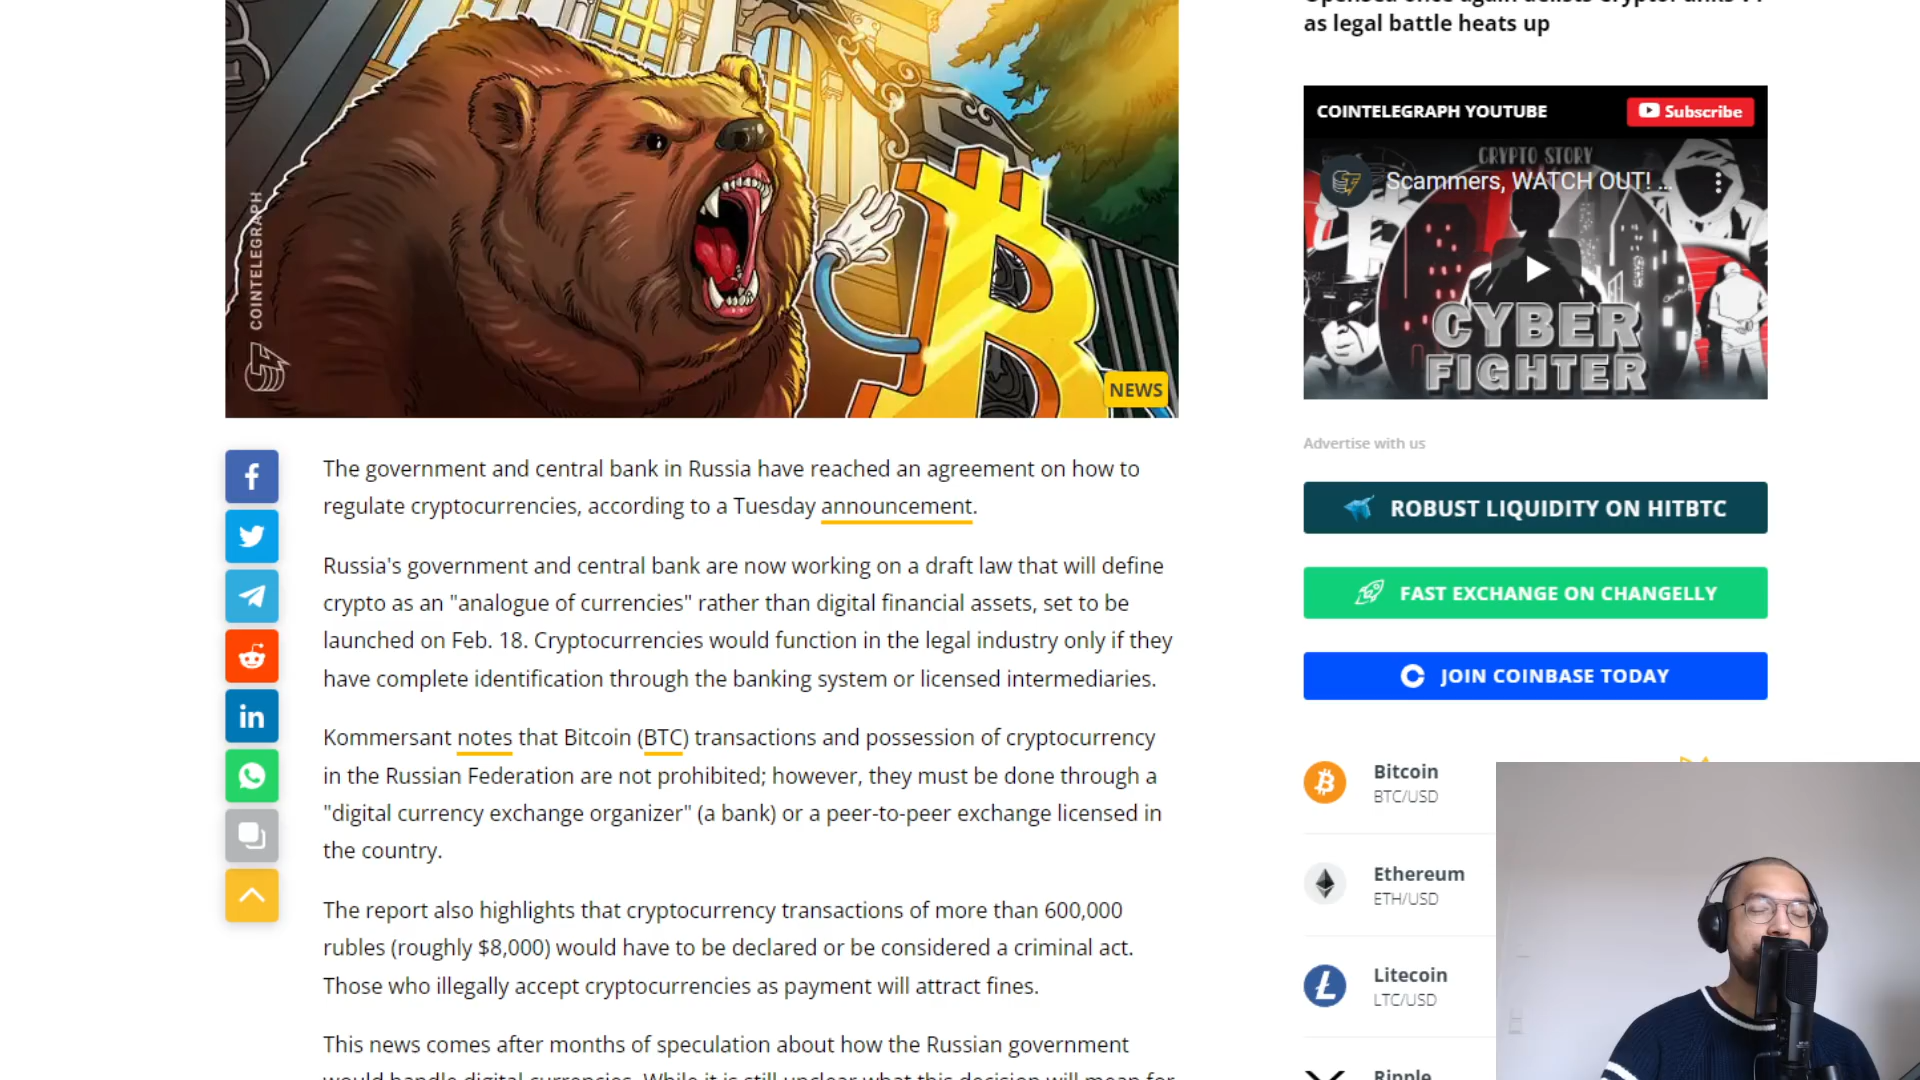 as legal battle heats up
COINTELEGRAPH YOUTUBE
Subscribe
CRYPTO STORY
Scammers, WATCH OUT! ...
CYBER
FIGHTER
COINTELEGRAPH
NEWS
Advertise with us
ROBUST LIQUIDITY ON HITBTC
FAST EXCHANGE ON CHANGELLY
JOIN COINBASE TODAY
The government and central bank in Russia have reached an agreement on how to
regulate cryptocurrencies, according to a Tuesday announcement.
Russia's government and central bank are now working on a draft law that will define
crypto as an "analogue of currencies" rather than digital financial assets, set to be
launched on Feb. 18. Cryptocurrencies would function in the legal industry only if they
have complete identification through the banking system or licensed intermediaries.
Kommersant notes that Bitcoin (BTC) transactions and possession of cryptocurrency
in the Russian Federation are not prohibited; however, they must be done through a
"digital currency exchange organizer" (a bank) or a peer-to-peer exchange licensed in
the country.
The report also highlights that cryptocurrency transactions of more than 600,000
rubles (roughly $8,000) would have to be declared or be considered a criminal act.
Those who illegally accept cryptocurrencies as payment will attract fines.
This news comes after months of speculation about how the Russian government
would handle digital currencies. While it is still unclear what this decision will mean for
Bitcoin
BTC/USD
Ethereum
ETH/USD
Litecoin
LTC/USD
Ripple